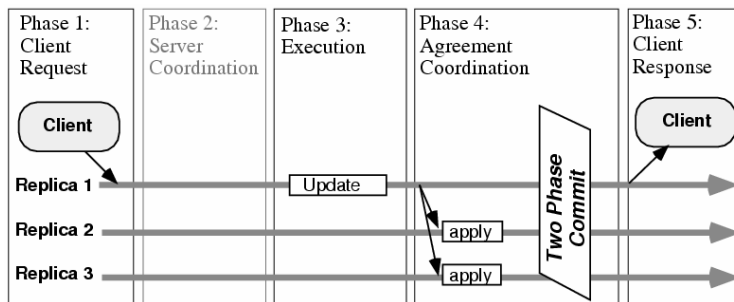 Phase 1:
Client
Request
Phase 2:
Server
Coordination
Phase 3:
Execution
Phase 4:
Agreement
Coordination
Phase 5:
Client
Response
Client
Client
Replica 1
Update
Replica 2
apply
Replica 3
apply
Two Phase
Commit